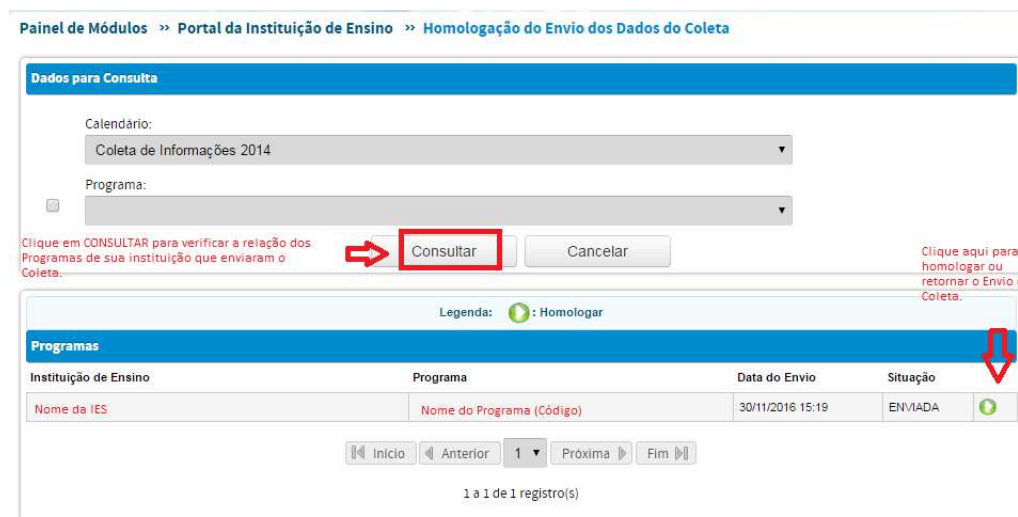 Painel de Módulos » Portal da Instituição de Ensino » Homologação do Envio dos Dados do Coleta
Dados para Consulta
Calendário:
Coleta de Informações 2014
Programa:
Clique em CONSULTAR para verificar a relação dos
Programas de sua instituição que enviaram o
Coleta.
Consultar Cancelar
Clique aqui para
homologar ou
retornar o Envio
Coleta.
Legenda: : Homologar
Programas
Instituição de Ensino Programa Data do Envio Situação
Nome da IES Nome do Programa (Código) 30/11/2016 15:19 ENVIADA
Início Anterior 1 Próxima Fim
1 a 1 de 1 registro(s)